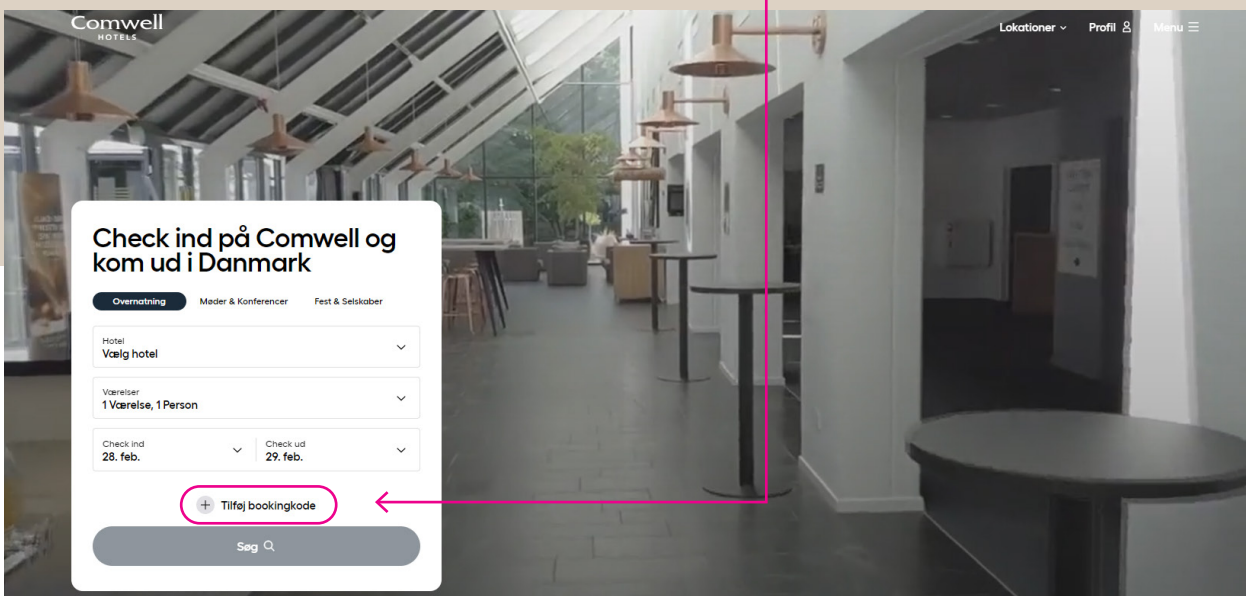 Comwell
HOTELS
Lokationer
Profil
Menu
Check ind på Comwell og
kom ud i Danmark
Overnatning
Møder & Konferencer
Fest & Selskaber
Hotel
Vælg hotel
Værelser
1 Værelse, 1 Person
Check ind
28. feb.
Check ud
29. feb.
+ Tilføj bookingkode
Søg